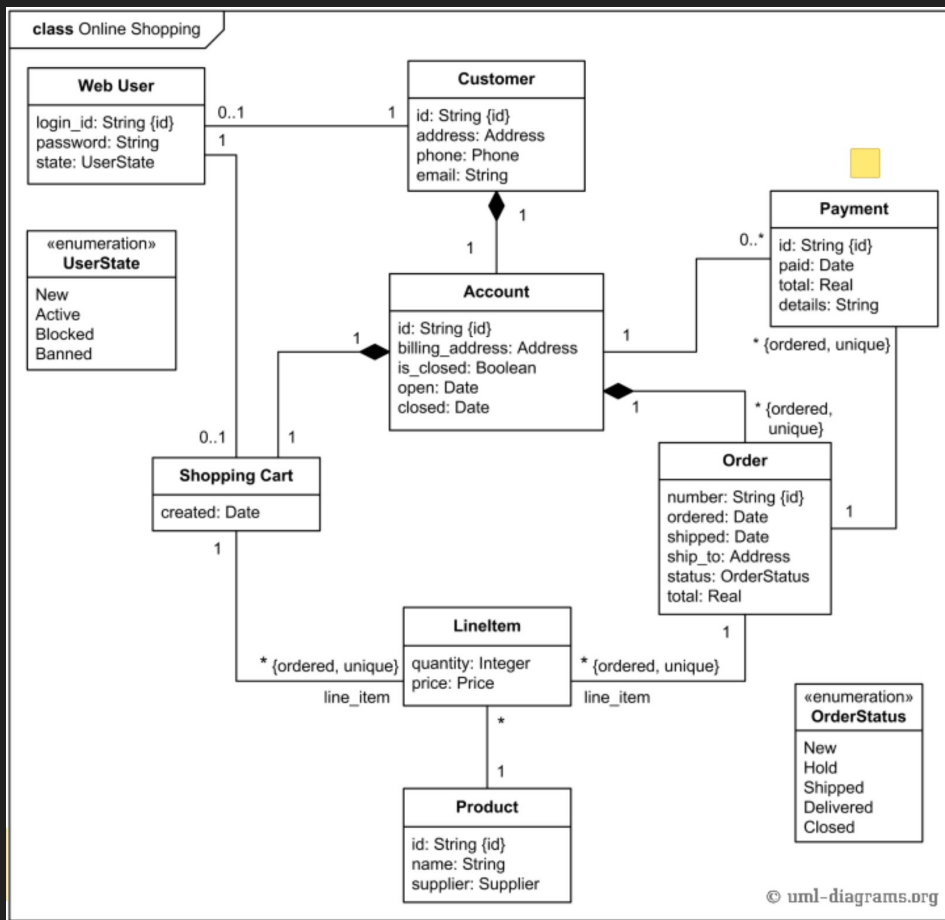 class Online Shopping
Web User
login_id: String {id}
password: String
state: UserState
0..1
1
1
Customer
id: String {id}
address: Address
phone: Phone
email: String
1
1
«enumeration»
UserState
New
Active
Blocked
Banned
Account
id: String {id}
billing_address: Address
is_closed: Boolean
open: Date
closed: Date
1
0..*
Payment
id: String {id}
paid: Date
total: Real
details: String
* {ordered, unique}
1
1
1
* {ordered,
unique}
0..1
1
Shopping Cart
created: Date
1
Order
number: String {id}
ordered: Date
shipped: Date
ship_to: Address
status: OrderStatus
total: Real
1
* {ordered, unique}
line_item
LineItem
quantity: Integer
price: Price
* {ordered, unique}
line_item
*
1
Product
id: String {id}
name: String
supplier: Supplier
«enumeration»
OrderStatus
New
Hold
Shipped
Delivered
Closed
© uml-diagrams.org